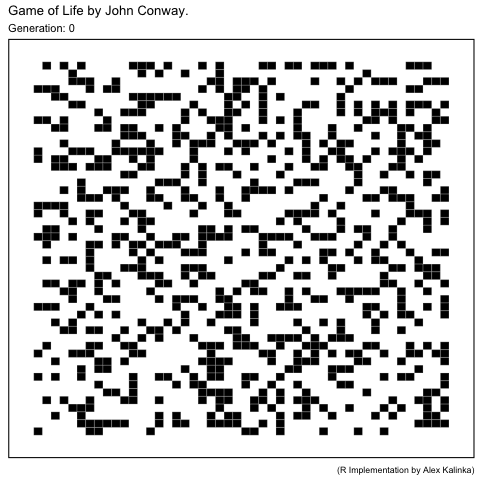 Game of Life by John Conway.
Generation: 0
(R Implementation by Alex Kalinka)